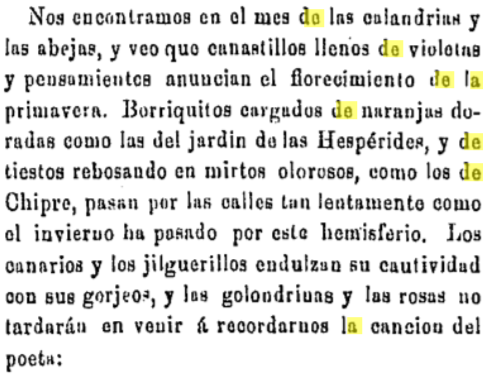 Nos encontramos en el mes de las calandrias y
las abejas, y veo que canastillos llenos de violetas
y pensamientos anuncian el florecimiento de la
primavera. Borriquitos cargados de naranjas do-
radas como las del jardin de las Hespérides, y de
tiestos rebosando en mirtos olorosos, como los de
Chipre, pasan por las calles tan lentamente como
el invierno ha pasado por este hemisferio. Los
canarios y los jilguerillos endulzan su cautividad
con sus gorjeos, y las golondrinas y las rosas no
tardarán en venir á recordarnos la cancion del
poeta: